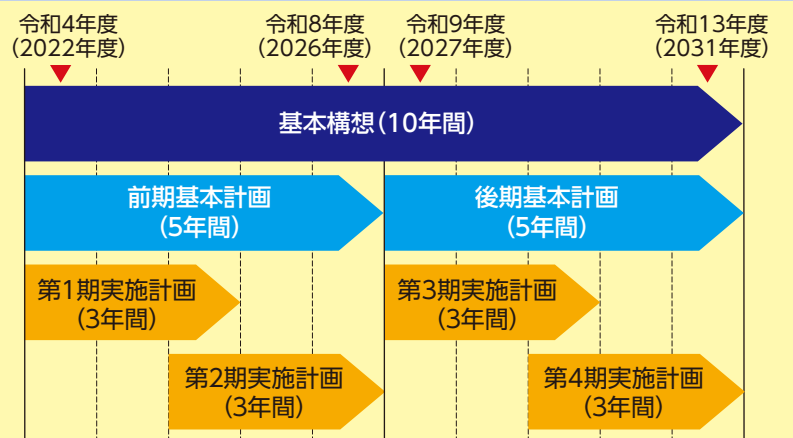 令和4年度
(2022年度)
令和8年度
(2026年度)
令和9年度
(2027年度)
令和13年度
(2031年度)
基本構想(10年間)
前期基本計画
(5年間)
後期基本計画
(5年間)
第1期実施計画
(3年間)
第3期実施計画
(3年間)
第2期実施計画
(3年間)
第4期実施計画
(3年間)